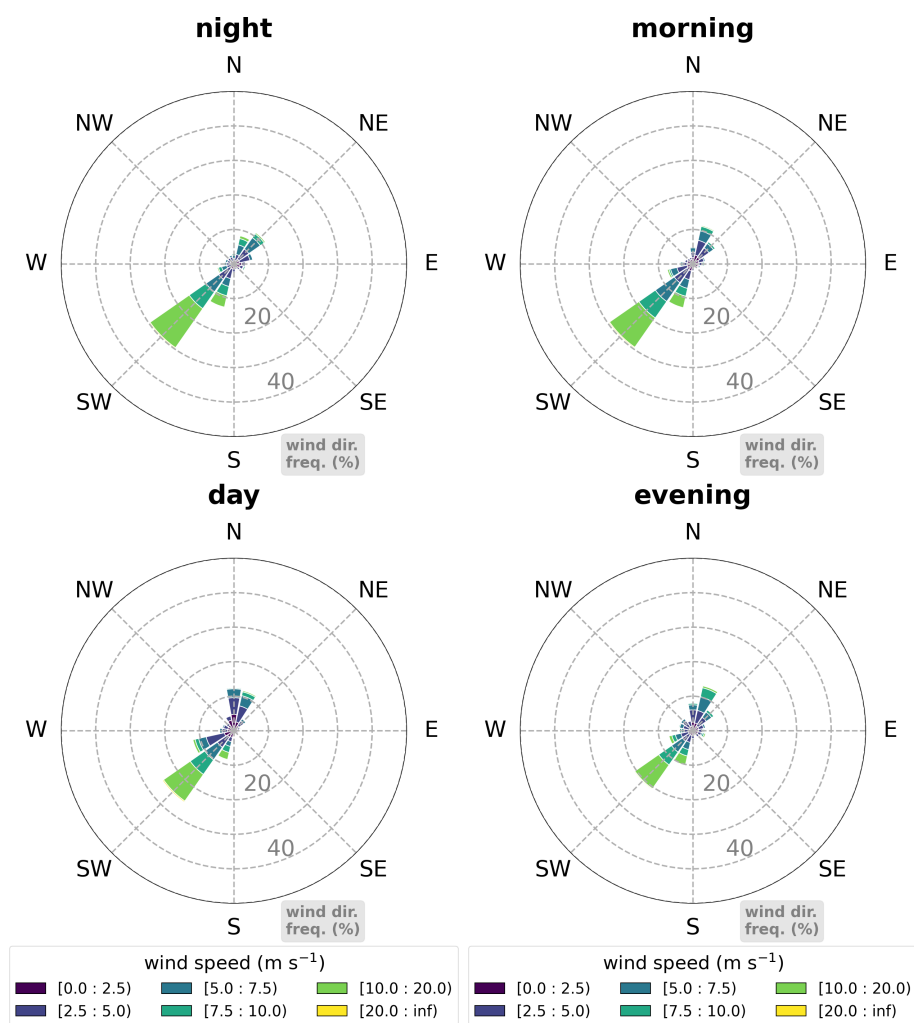 night
morning
N
N
NW
NE
NW
NE
W
E
W
E
20
20
40
40
SW
SE
SW
SE
wind dir.
freq. (%)
wind dir.
freq. (%)
S
S
day
evening
N
N
NW
NE
NW
NE
W
E
W
E
20
20
40
40
SW
SE
SW
SE
wind dir.
freq. (%)
wind dir.
freq. (%)
S
S
wind speed (m s⁻¹)
[0.0 : 2.5)
[5.0 : 7.5)
[10.0 : 20.0)
[2.5 : 5.0)
[7.5 : 10.0)
[20.0 : inf)
wind speed (m s⁻¹)
[0.0 : 2.5)
[5.0 : 7.5)
[10.0 : 20.0)
[2.5 : 5.0)
[7.5 : 10.0)
[20.0 : inf)